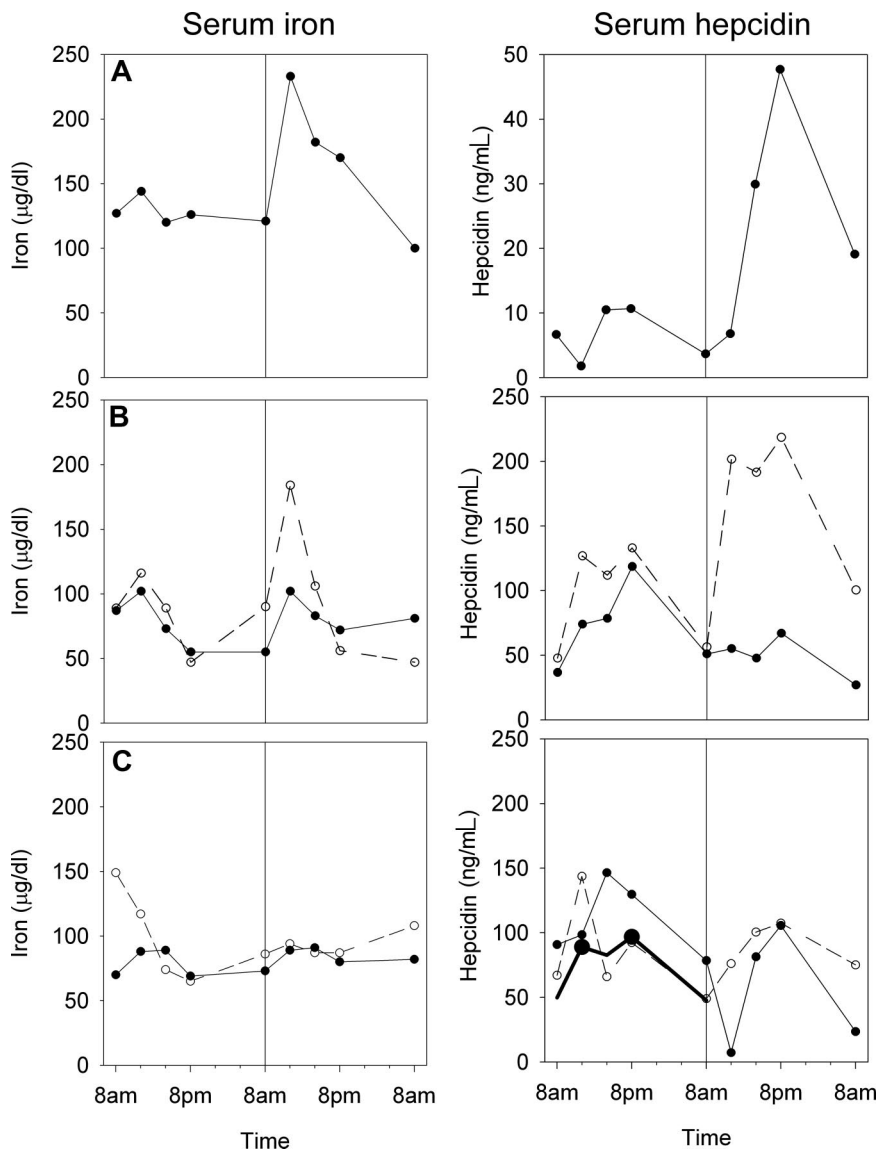 Serum iron
Serum hepcidin
A
Iron (μg/dl)
250
200
150
100
50
0
Hepcidin (ng/mL)
50
40
30
20
10
0
B
Iron (μg/dl)
250
200
150
100
50
0
Hepcidin (ng/mL)
250
200
150
100
50
0
C
Iron (μg/dl)
250
200
150
100
50
0
8am 8pm 8am 8pm 8am
Time
Hepcidin (ng/mL)
250
200
150
100
50
0
8am 8pm 8am 8pm 8am
Time